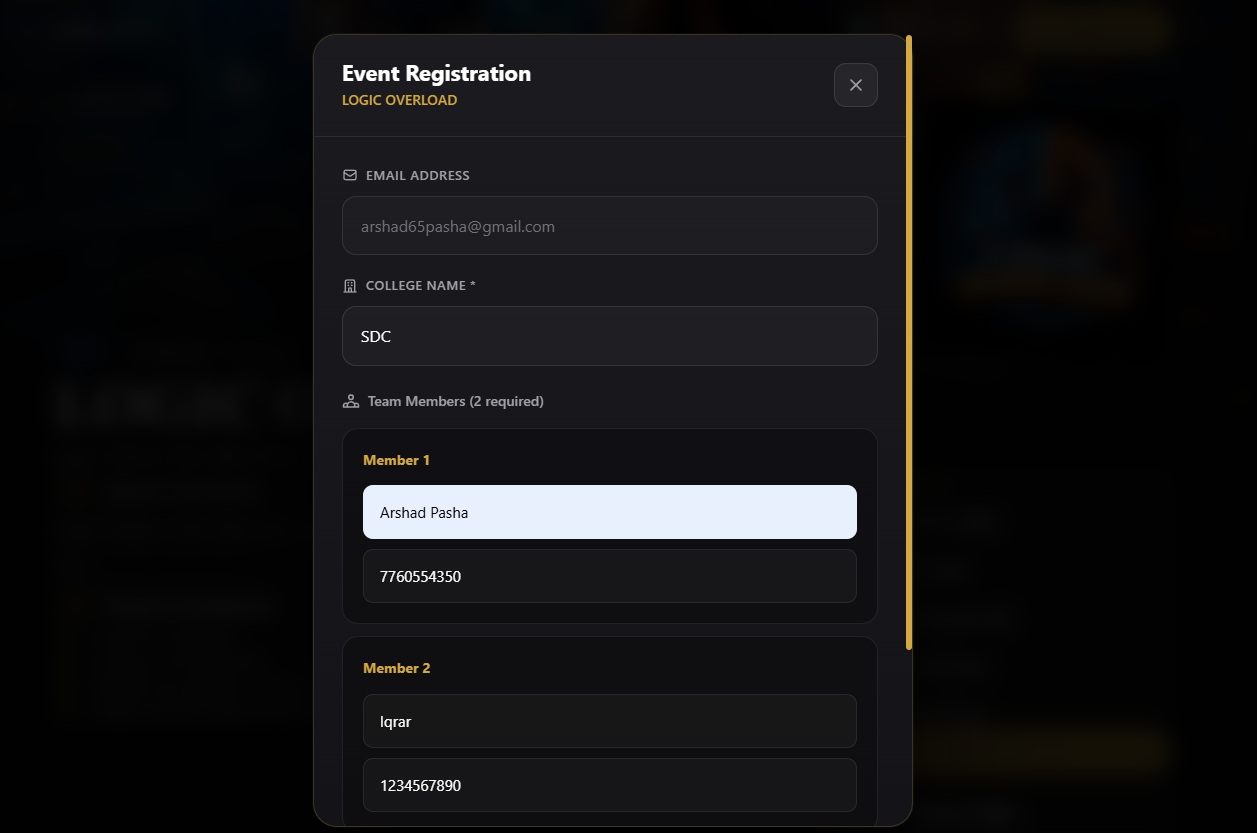 Event Registration
LOGIC OVERLOAD
EMAIL ADDRESS
arshad65pasha@gmail.com
COLLEGE NAME *
SDC
Team Members (2 required)
Member 1
Arshad Pasha
7760554350
Member 2
Iqrar
1234567890